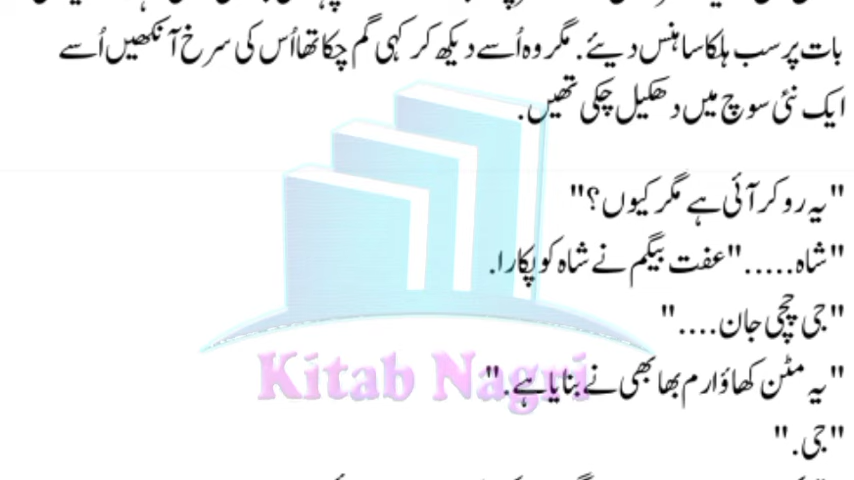 بات پر سب ہلکا سا ہنس دیئے. مگر وہ اُسے دیکھ کر کہی گم چکا تھا اُس کی سرخ آنکھیں اُسے
ایک نئی سوچ میں دھکیل چکی تھیں.
"یہ رو کر آئی ہے مگر کیوں؟"
"شاہ....." عفت بیگم نے شاہ کو پکارا.
"جی چچی جان...."
"یہ مٹن کھاؤ ارم بھابھی نے بنایا ہے."
"جی."
Kitab Nagri